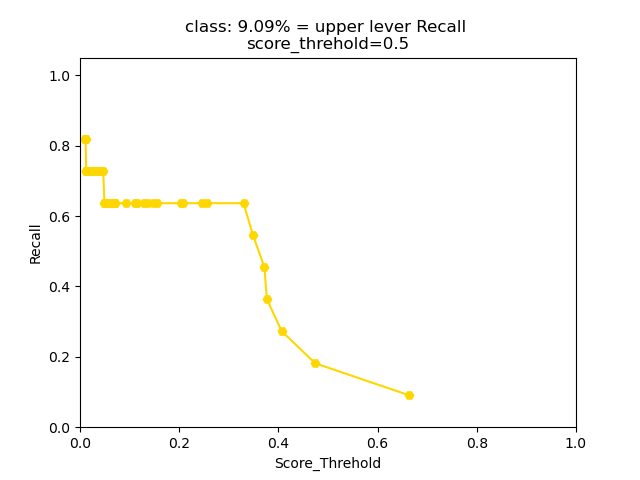 class: 9.09% = upper lever Recall
score_threhold=0.5
1.0
0.8
0.6
0.4
0.2
0.0
Recall
0.0 0.2 0.4 0.6 0.8 1.0
Score_Threhold